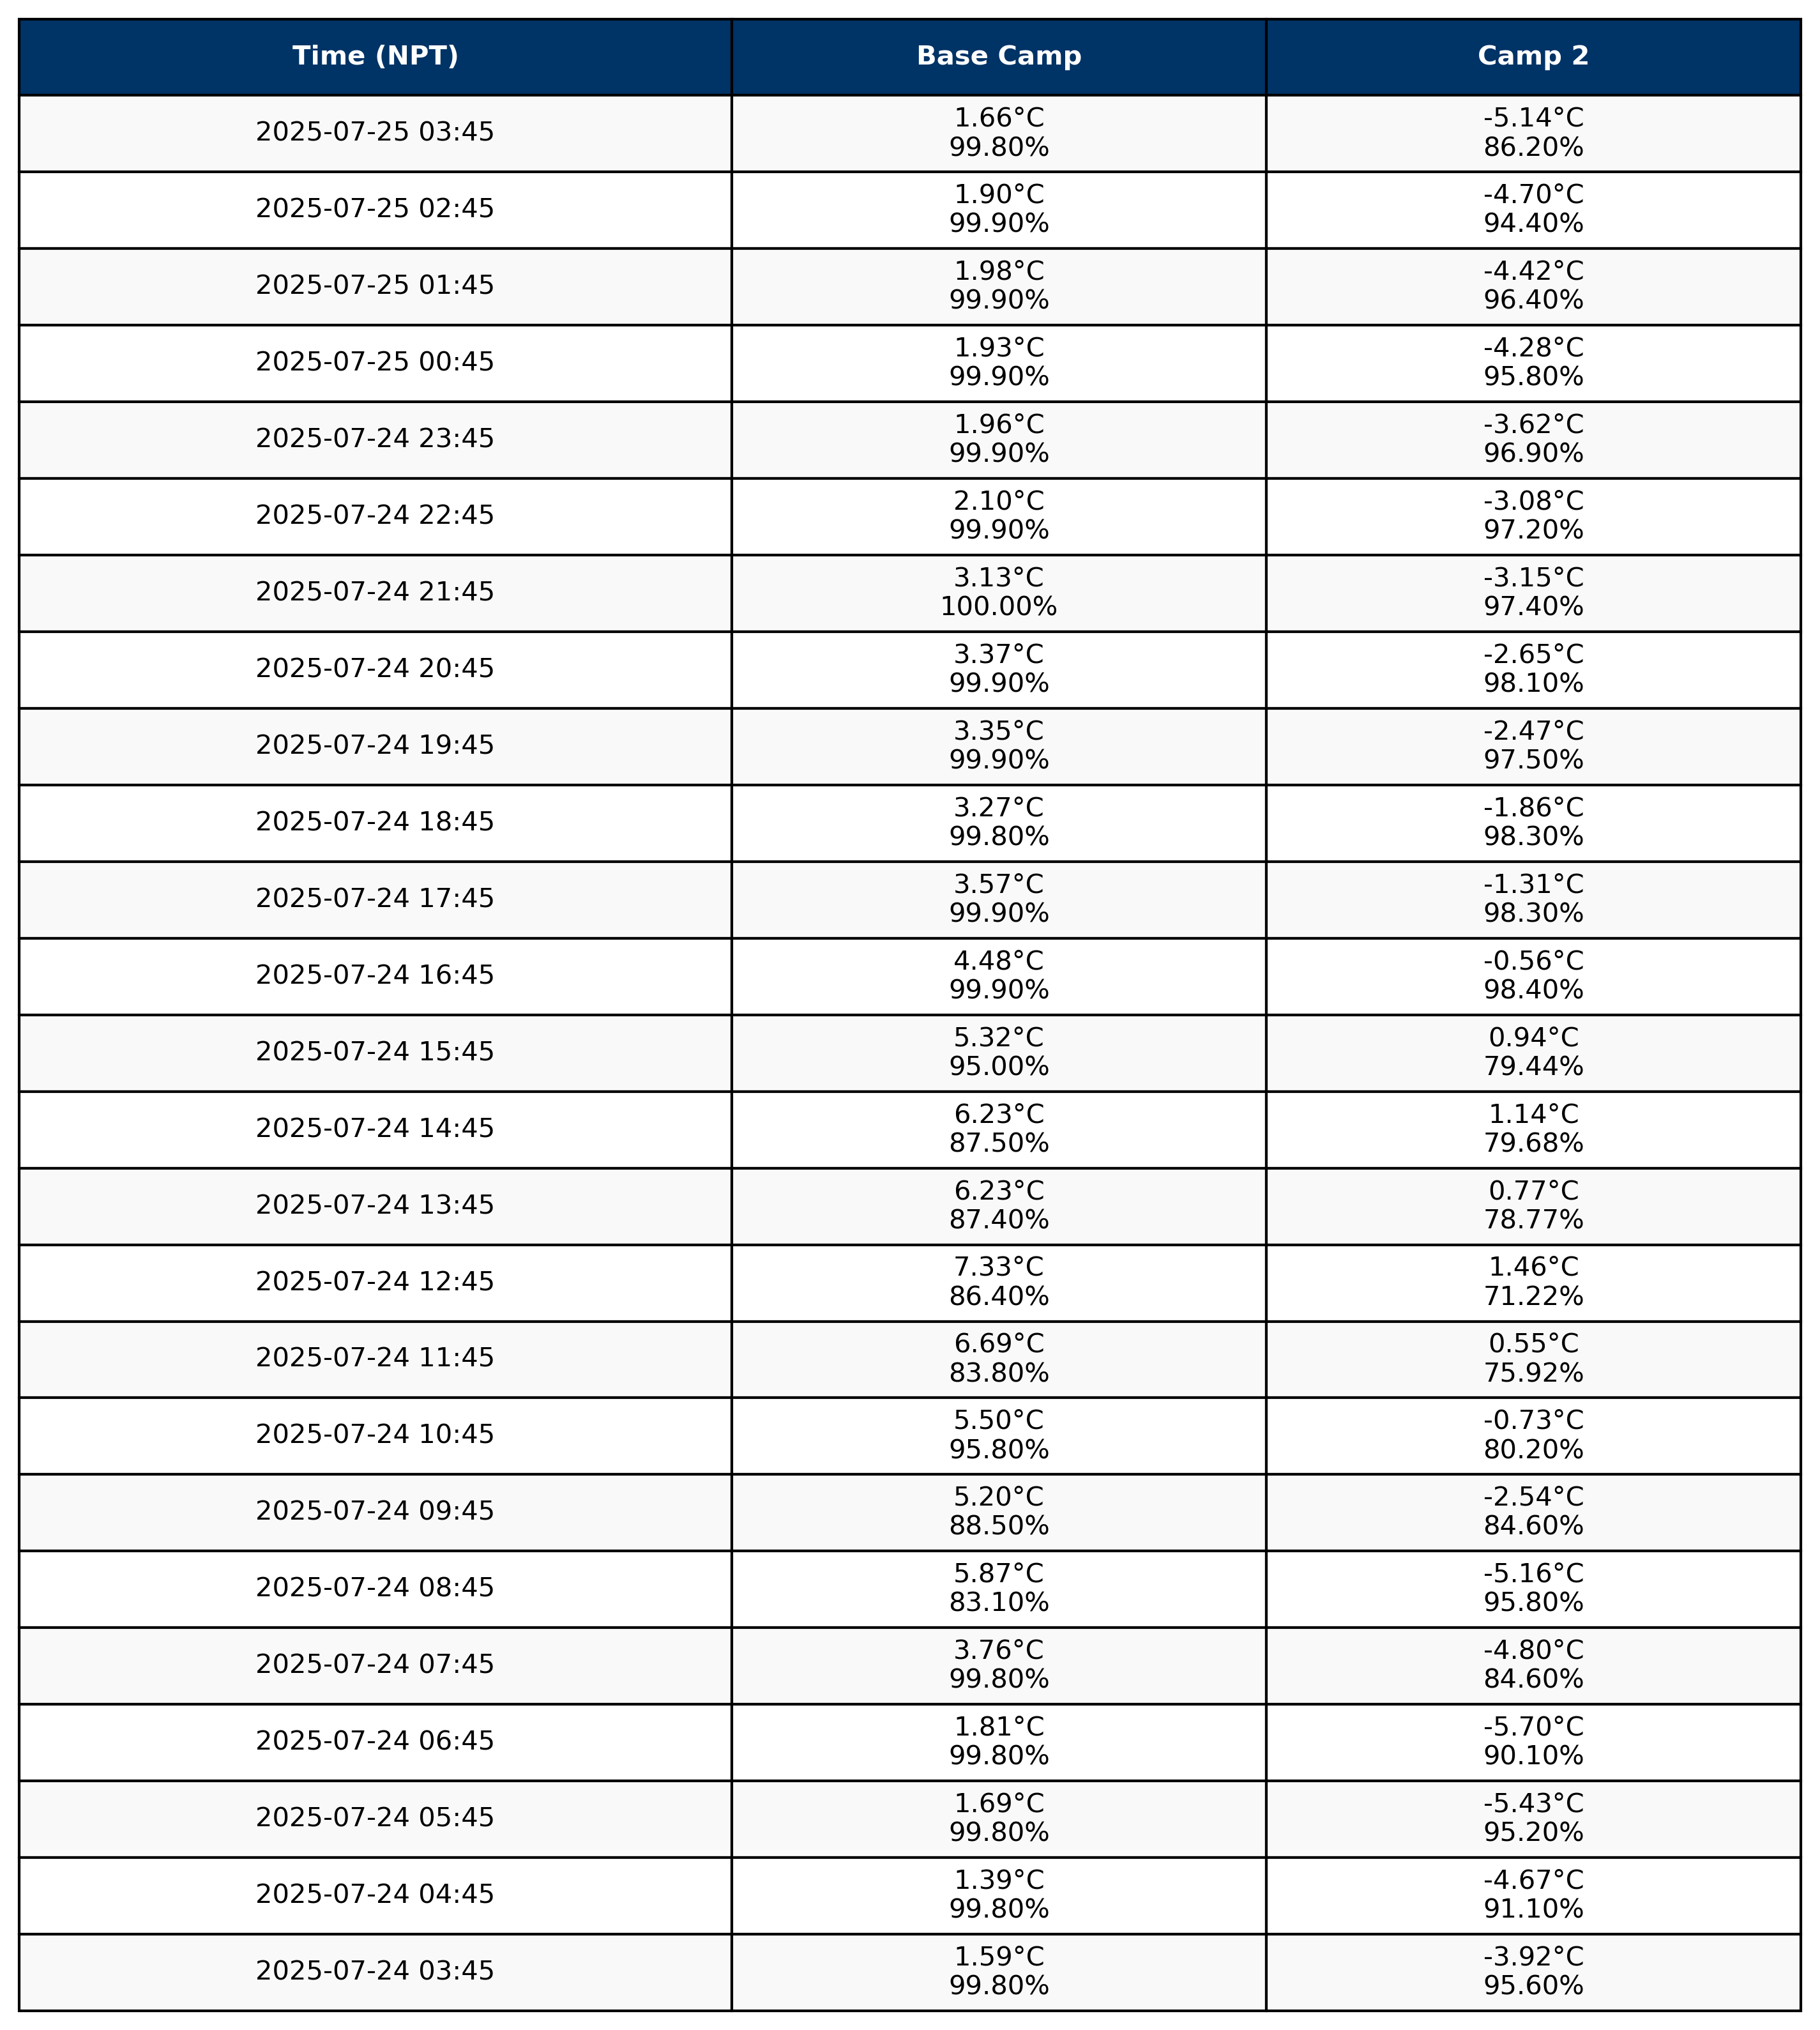 Time (NPT) Base Camp Camp 2
2025-07-25 03:45 1.66°C -5.14°C
99.80% 86.20%
2025-07-25 02:45 1.90°C -4.70°C
99.90% 94.40%
2025-07-25 01:45 1.98°C -4.42°C
99.90% 96.40%
2025-07-25 00:45 1.93°C -4.28°C
99.90% 95.80%
2025-07-24 23:45 1.96°C -3.62°C
99.90% 96.90%
2025-07-24 22:45 2.10°C -3.08°C
99.90% 97.20%
2025-07-24 21:45 3.13°C -3.15°C
100.00% 97.40%
2025-07-24 20:45 3.37°C -2.65°C
99.90% 98.10%
2025-07-24 19:45 3.35°C -2.47°C
99.90% 97.50%
2025-07-24 18:45 3.27°C -1.86°C
99.80% 98.30%
2025-07-24 17:45 3.57°C -1.31°C
99.90% 98.30%
2025-07-24 16:45 4.48°C -0.56°C
99.90% 98.40%
2025-07-24 15:45 5.32°C 0.94°C
95.00% 79.44%
2025-07-24 14:45 6.23°C 1.14°C
87.50% 79.68%
2025-07-24 13:45 6.23°C 0.77°C
87.40% 78.77%
2025-07-24 12:45 7.33°C 1.46°C
86.40% 71.22%
2025-07-24 11:45 6.69°C 0.55°C
83.80% 75.92%
2025-07-24 10:45 5.50°C -0.73°C
95.80% 80.20%
2025-07-24 09:45 5.20°C -2.54°C
88.50% 84.60%
2025-07-24 08:45 5.87°C -5.16°C
83.10% 95.80%
2025-07-24 07:45 3.76°C -4.80°C
99.80% 84.60%
2025-07-24 06:45 1.81°C -5.70°C
99.80% 90.10%
2025-07-24 05:45 1.69°C -5.43°C
99.80% 95.20%
2025-07-24 04:45 1.39°C -4.67°C
99.80% 91.10%
2025-07-24 03:45 1.59°C -3.92°C
99.80% 95.60%